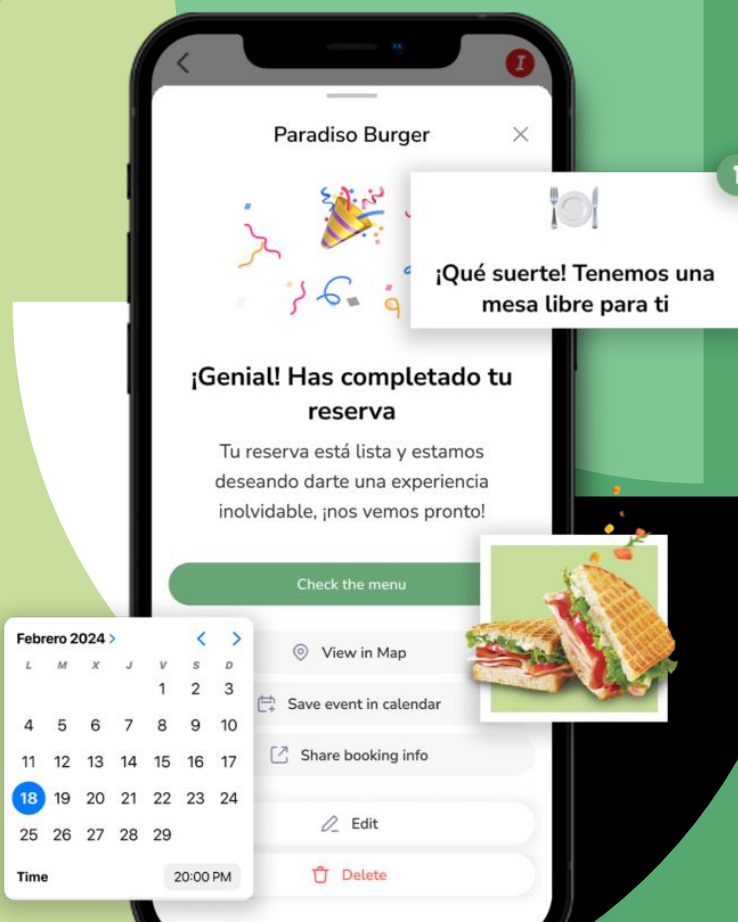 I
Paradiso Burger
¡Qué suerte! Tenemos una
mesa libre para ti
¡Genial! Has completado tu
reserva
Tu reserva está lista y estamos
deseando darte una experiencia
inolvidable, ¡nos vemos pronto!
Check the menu
View in Map
Save event in calendar
Share booking info
Edit
Delete
Febrero 2024
L M X J V S D
1 2 3
4 5 6 7 8 9 10
11 12 13 14 15 16 17
18 19 20 21 22 23 24
25 26 27 28 29
Time 20:00 PM